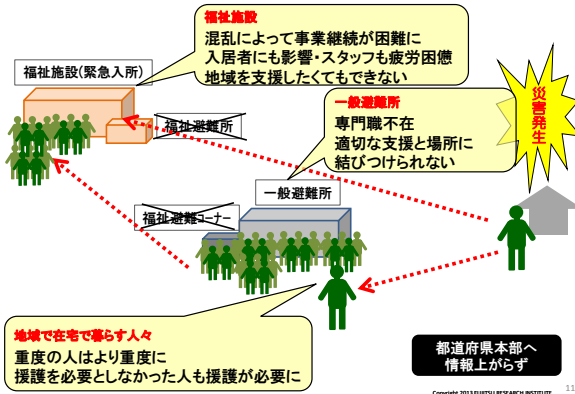 福祉施設
混乱によって事業継続が困難に
入居者にも影響・スタッフも疲労困憊
地域を支援したくてもできない
福祉施設(緊急入所)
福祉避難所
一般避難所
専門職不在
適切な支援と場所に
結びつけられない
災害発生
一般避難所
福祉避難コーナー
地域で在宅で暮らす人々
重度の人はより重度に
援護を必要としなかった人も援護が必要に
都道府県本部へ
情報上がらず
Copyright 2013 FUJITSU RESEARCH INSTITUTE
11